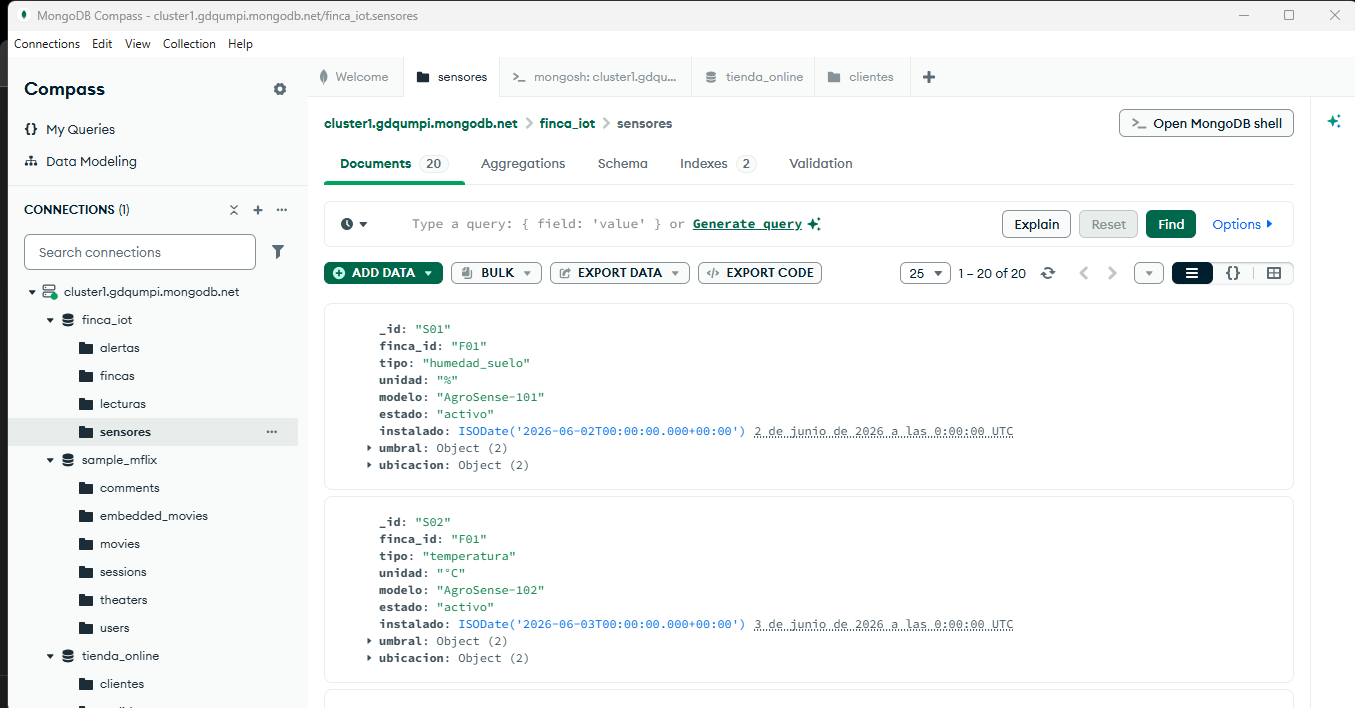 MongoDB Compass - cluster1.gdqumpi.mongodb.net/finca_iot.sensores
Connections Edit View Collection Help
Compass
My Queries
Data Modeling
CONNECTIONS (1)
Search connections
cluster1.gdqumpi.mongodb.net
finca_iot
alertas
fincas
lecturas
sensores
sample_mflix
comments
embedded_movies
movies
sessions
theaters
users
tienda_online
clientes
Welcome sensores mongosh: cluster1.gdqu... tienda_online clientes
cluster1.gdqumpi.mongodb.net > finca_iot > sensores
>_ Open MongoDB shell
Documents 20 Aggregations Schema Indexes 2 Validation
Type a query: { field: 'value' } or Generate query
Explain Reset Find Options
ADD DATA BULK EXPORT DATA EXPORT CODE
25 1 – 20 of 20
_id: "S01"
finca_id: "F01"
tipo: "humedad_suelo"
unidad: "%"
modelo: "AgroSense-101"
estado: "activo"
instalado: ISODate('2026-06-02T00:00:00.000+00:00') 2 de junio de 2026 a las 0:00:00 UTC
umbral: Object (2)
ubicacion: Object (2)
_id: "S02"
finca_id: "F01"
tipo: "temperatura"
unidad: "°C"
modelo: "AgroSense-102"
estado: "activo"
instalado: ISODate('2026-06-03T00:00:00.000+00:00') 3 de junio de 2026 a las 0:00:00 UTC
umbral: Object (2)
ubicacion: Object (2)